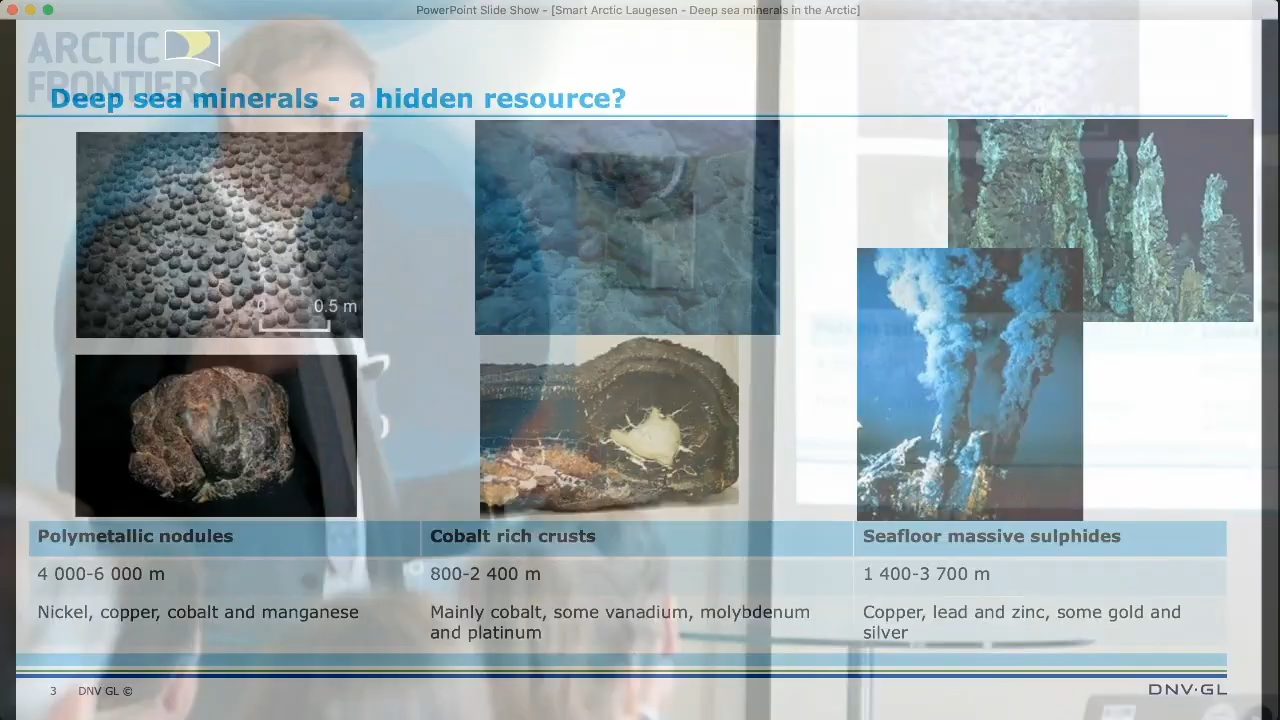 PowerPoint Slide Show - [Smart Arctic Laugesen - Deep sea minerals in the Arctic]
ARCTIC
FRONTIERS
Deep sea minerals - a hidden resource?
0 0.5 m
Polymetallic nodules
Cobalt rich crusts
Seafloor massive sulphides
4 000-6 000 m
800-2 400 m
1 400-3 700 m
Nickel, copper, cobalt and manganese
Mainly cobalt, some vanadium, molybdenum
and platinum
Copper, lead and zinc, some gold and
silver
3 DNV GL ©
DNV·GL